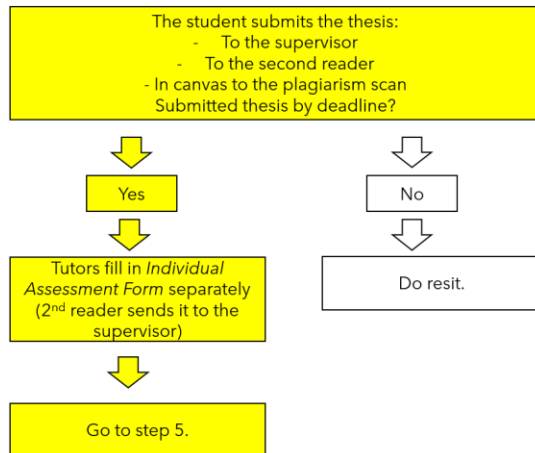 The student submits the thesis:
- To the supervisor
- To the second reader
- In canvas to the plagiarism scan
Submitted thesis by deadline?
Yes
No
Tutors fill in Individual
Assessment Form separately
(2nd reader sends it to the
supervisor)
Do resit.
Go to step 5.